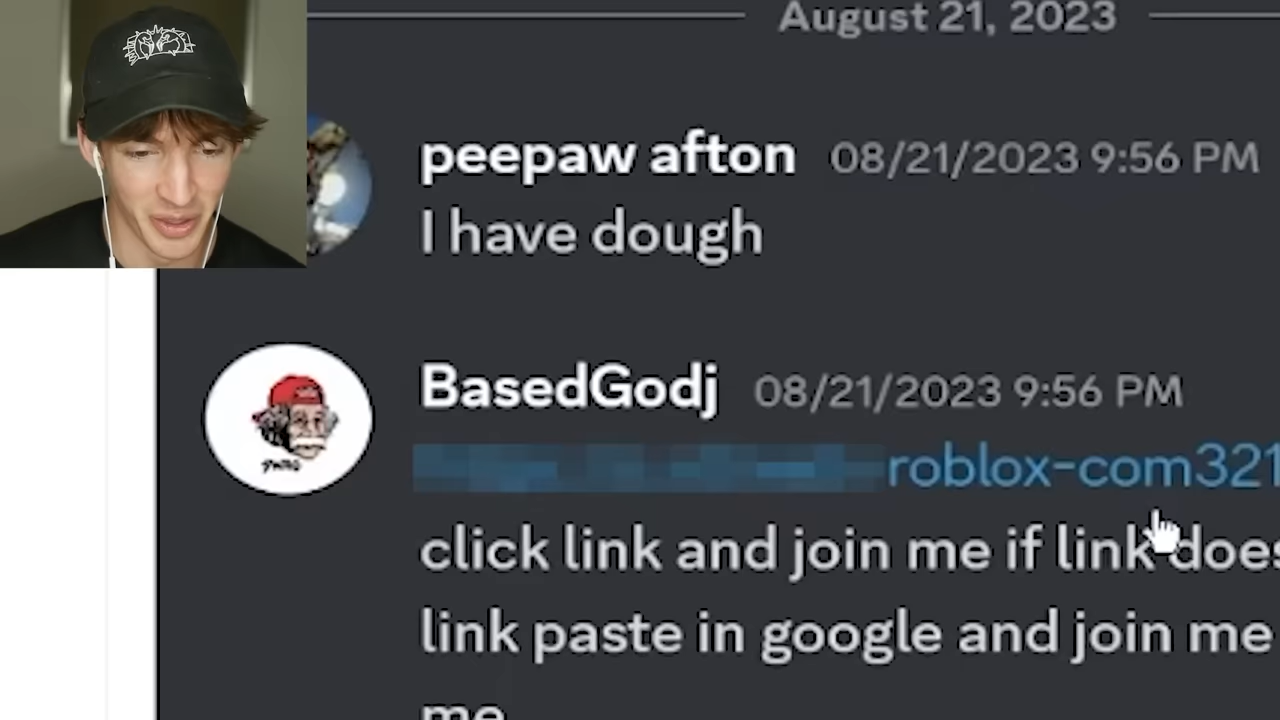 August 21, 2023
peepaw afton 08/21/2023 9:56 PM
I have dough
BasedGodj 08/21/2023 9:56 PM
roblox-com321
click link and join me if link does
link paste in google and join me
me